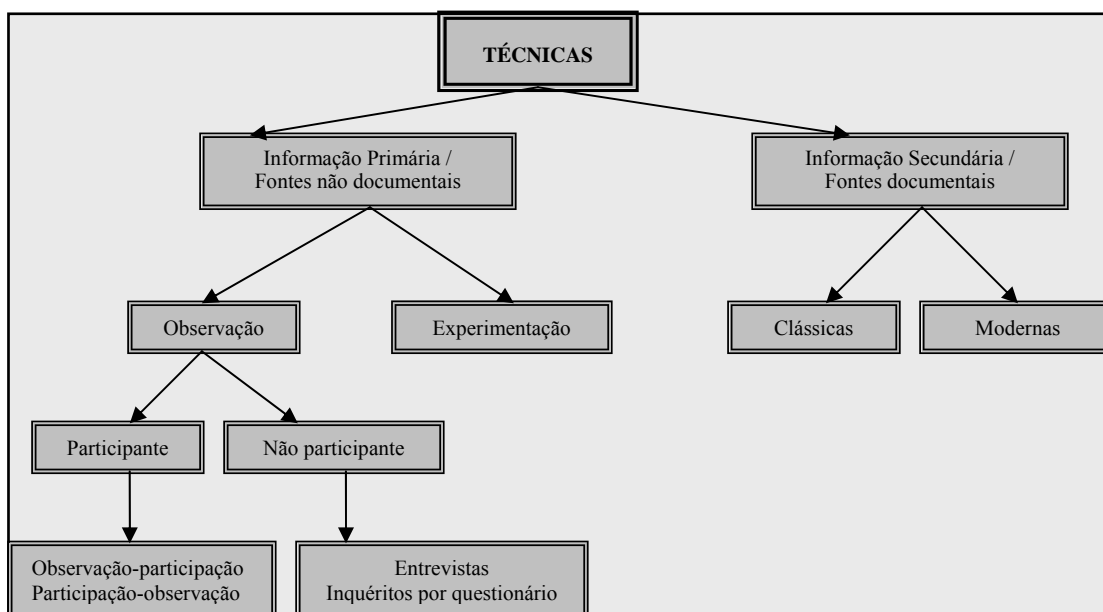 TÉCNICAS
Informação Primária /
Fontes não documentais
Informação Secundária /
Fontes documentais
Observação
Experimentação
Clássicas
Modernas
Participante
Não participante
Observação-participação
Participação-observação
Entrevistas
Inquéritos por questionário